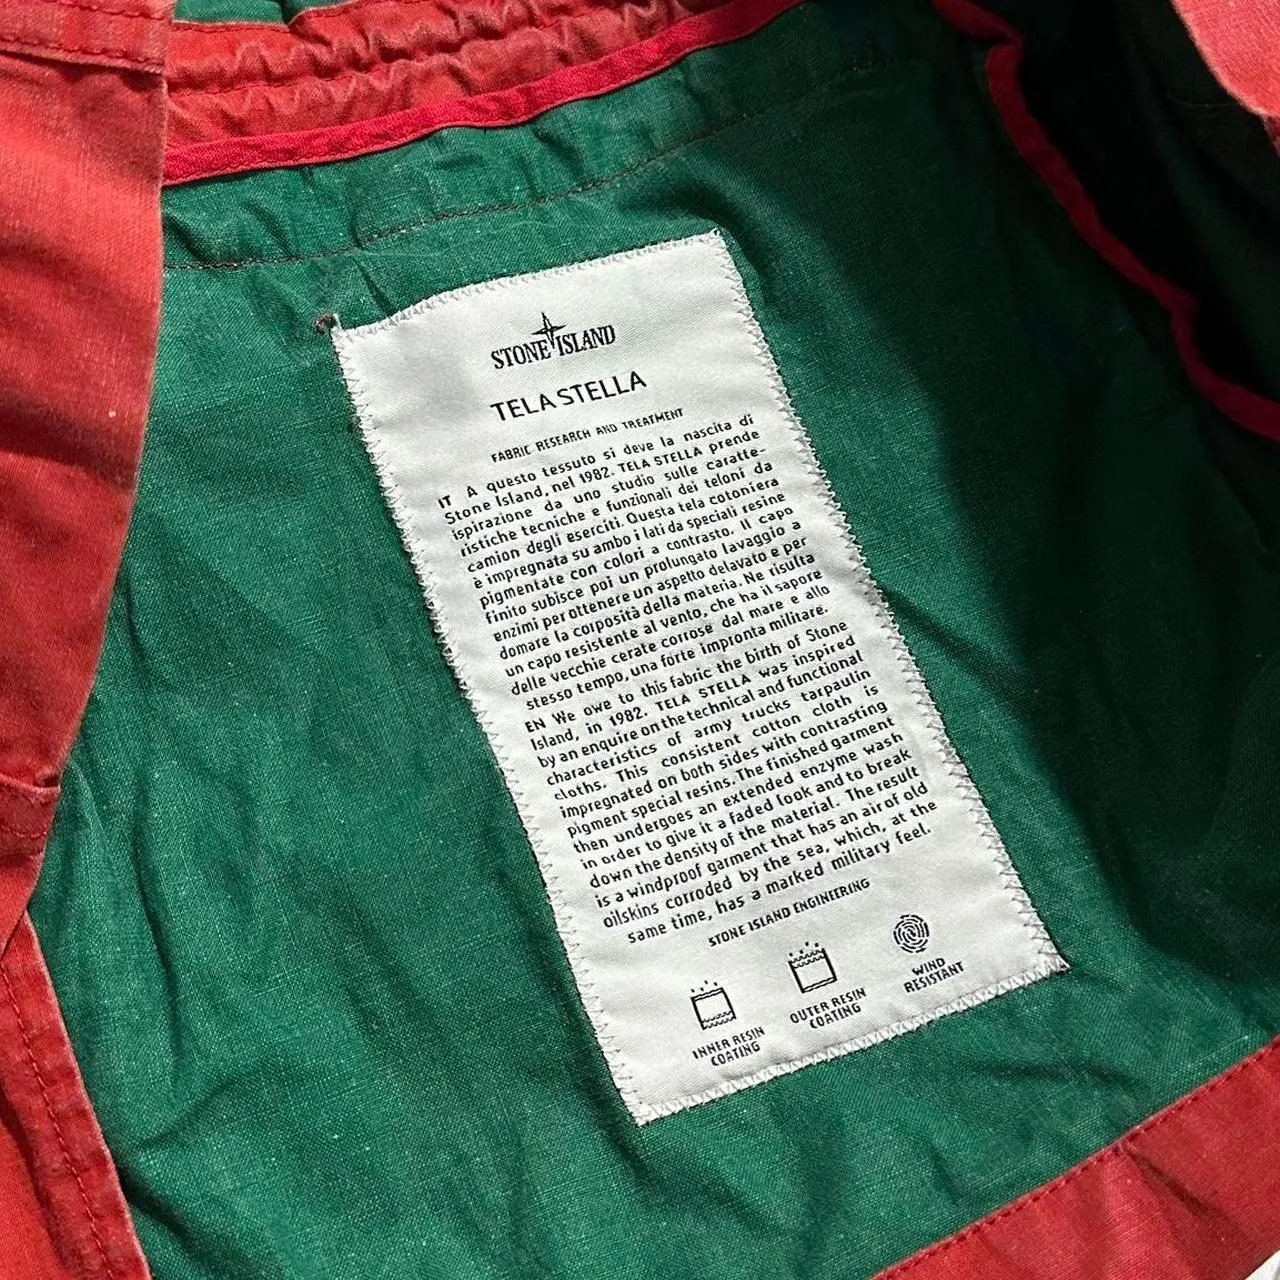 STONE ISLAND
TELA STELLA
FABRIC RESEARCH AND TREATMENT
IT A questo tessuto si deve la nascita di
Stone Island, nel 1982. TELA STELLA prende
ispirazione da uno studio sulle caratte-
ristiche tecniche e funzionali dei teloni da
camion degli eserciti. Questa tela cotoniera
è impregnata su ambo i lati da speciali resine
pigmentate con colori a contrasto. Il capo
finito subisce poi un prolungato lavaggio a
enzimi per ottenere un aspetto delavato e per
domare la corposità della materia. Ne risulta
un capo resistente al vento, che ha il sapore
delle vecchie cerate corrose dal mare e allo
stesso tempo, una forte impronta militare.
EN We owe to this fabric the birth of Stone
Island, in 1982. TELA STELLA was inspired
by an enquire on the technical and functional
characteristics of army trucks tarpaulin
cloths. This consistent cotton cloth is
impregnated on both sides with contrasting
pigment special resins. The finished garment
then undergoes an extended enzyme wash
in order to give it a faded look and to break
down the density of the material. The result
is a windproof garment that has an air of old
oilskins corroded by the sea, which, at the
same time, has a marked military feel.
STONE ISLAND ENGINEERING
INNER RESIN
COATING
OUTER RESIN
COATING
WIND
RESISTANT